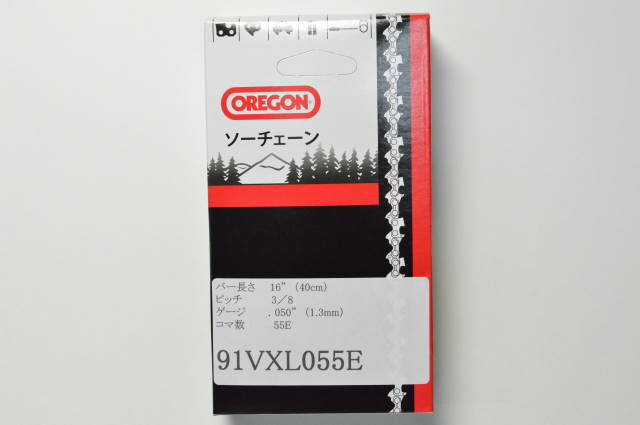 OREGON
ソーチェーン
バー長さ 16" (40cm)
ピッチ 3／8
ゲージ .050" (1.3mm)
コマ数 55E
91VXL055E